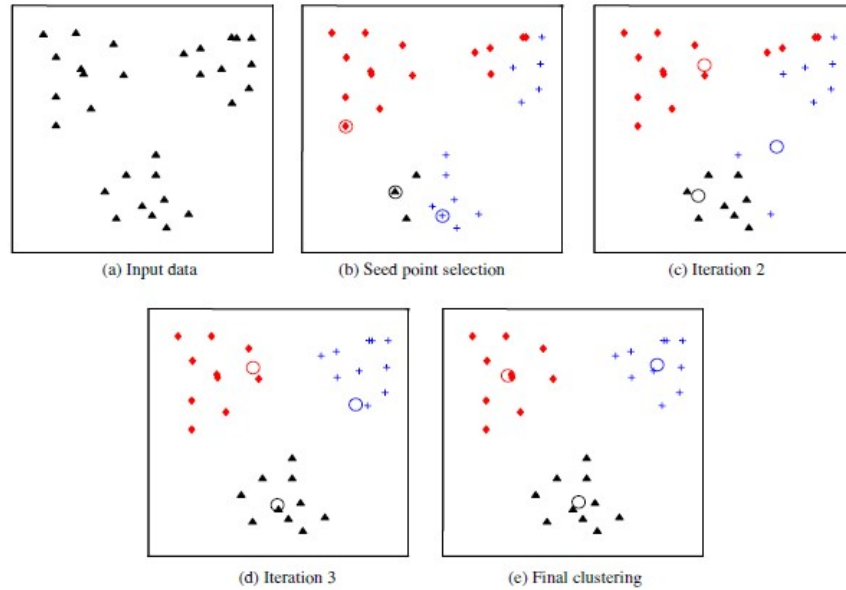 (a) Input data
(b) Seed point selection
(c) Iteration 2
(d) Iteration 3
(e) Final clustering